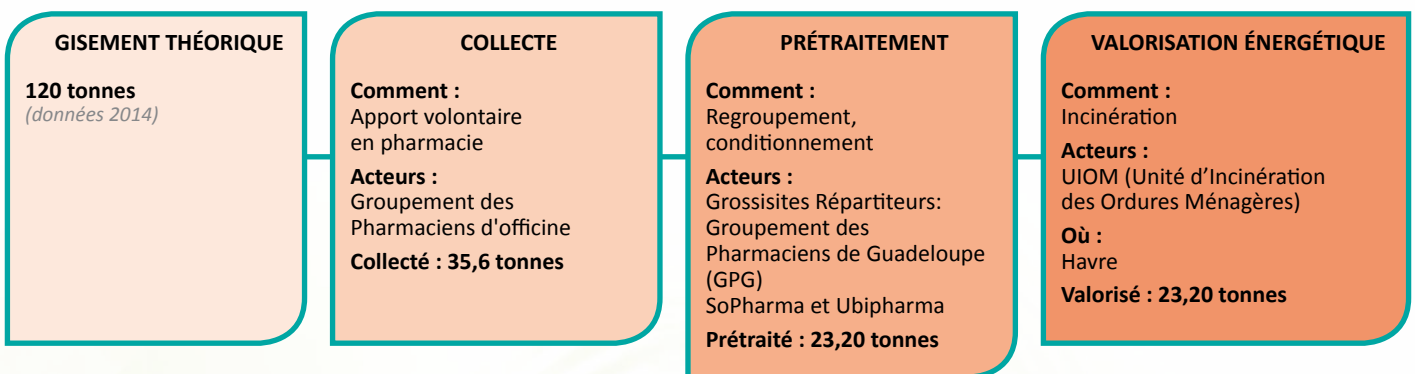 GISEMENT THÉORIQUE
120 tonnes
(données 2014)
COLLECTE
Comment :
Apport volontaire
en pharmacie
Acteurs :
Groupement des
Pharmaciens d'officine
Collecté : 35,6 tonnes
PRÉTRAITEMENT
Comment :
Regroupement,
conditionnement
Acteurs :
Grossisites Répartiteurs:
Groupement des
Pharmaciens de Guadeloupe
(GPG)
SoPharma et Ubipharma
Prétraité : 23,20 tonnes
VALORISATION ÉNERGÉTIQUE
Comment :
Incinération
Acteurs :
UIOM (Unité d’Incinération
des Ordures Ménagères)
Où :
Havre
Valorisé : 23,20 tonnes